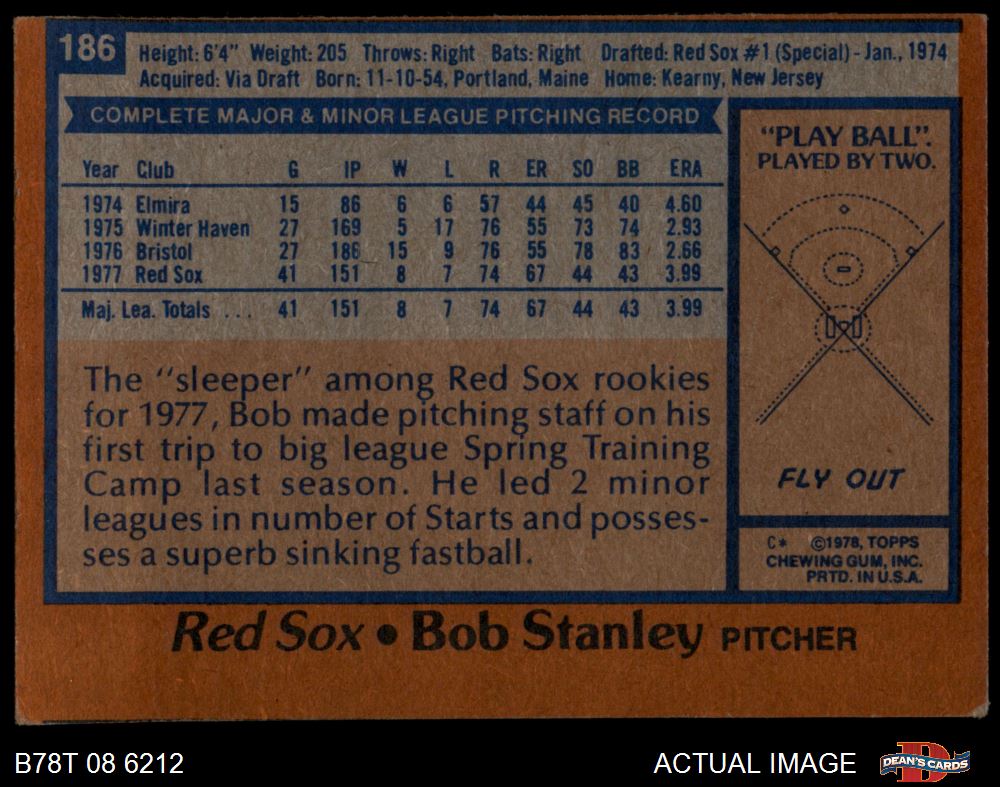 186
Height: 6'4" Weight: 205 Throws: Right Bats: Right Drafted: Red Sox #1 (Special) - Jan., 1974
Acquired: Via Draft Born: 11-10-54, Portland, Maine Home: Kearny, New Jersey
COMPLETE MAJOR & MINOR LEAGUE PITCHING RECORD
Year Club G IP W L R ER SO BB ERA
1974 Elmira 15 86 6 6 57 44 45 40 4.60
1975 Winter Haven 27 169 5 17 76 55 73 74 2.93
1976 Bristol 27 186 15 9 76 55 78 83 2.66
1977 Red Sox 41 151 8 7 74 67 44 43 3.99
Maj. Lea. Totals ... 41 151 8 7 74 67 44 43 3.99
The "sleeper" among Red Sox rookies
for 1977, Bob made pitching staff on his
first trip to big league Spring Training
Camp last season. He led 2 minor
leagues in number of Starts and posses-
ses a superb sinking fastball.
"PLAY BALL".
PLAYED BY TWO.
FLY OUT
C* ©1978, TOPPS
CHEWING GUM, INC.
PRTD. IN U.S.A.
Red Sox • Bob Stanley PITCHER
B78T 08 6212
ACTUAL IMAGE
DEAN'S CARDS